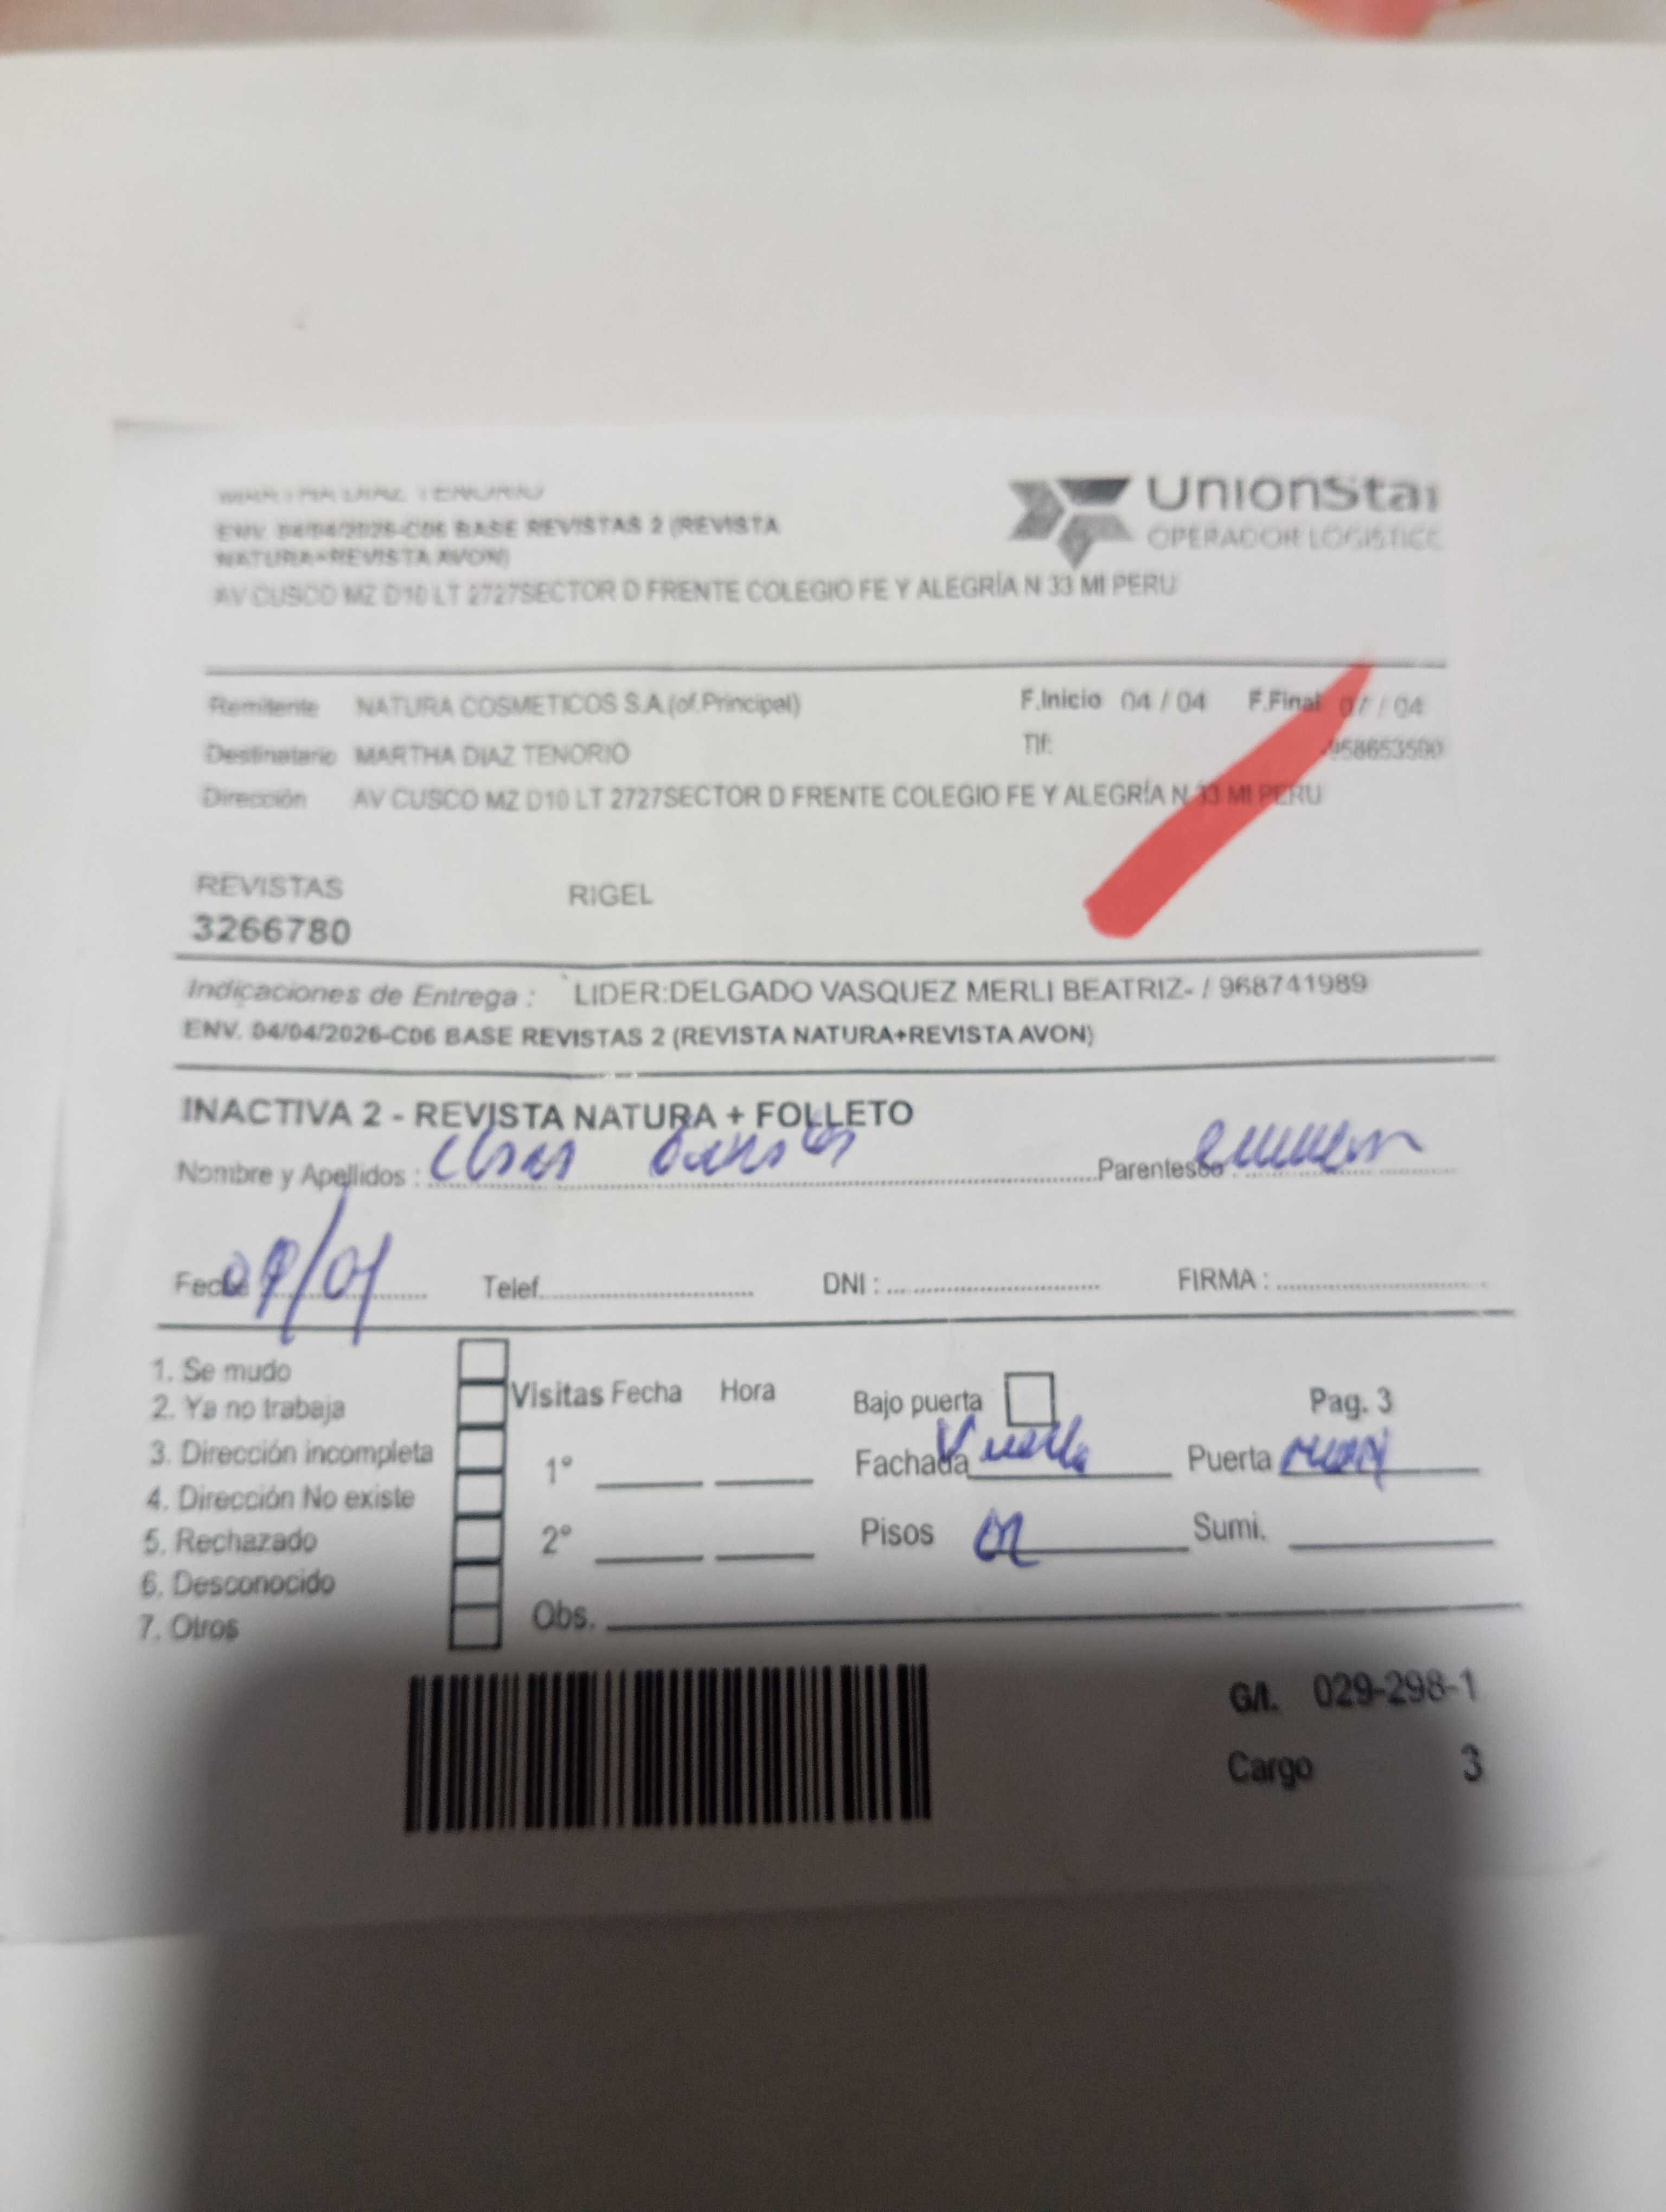 MARTHA DIAZ TENORIO
ENV. 04/04/2026-C06 BASE REVISTAS 2 (REVISTA
NATURA+REVISTA AVON)
AV CUSCO MZ D10 LT 2727SECTOR D FRENTE COLEGIO FE Y ALEGRÍA N 33 MI PERU
UnionStar
OPERADOR LOGISTICO
Remitente NATURA COSMETICOS S.A.(of.Principal) F.Inicio 04 / 04 F.Final 07 / 04
Destinatario MARTHA DIAZ TENORIO Tlf:
Dirección AV CUSCO MZ D10 LT 2727SECTOR D FRENTE COLEGIO FE Y ALEGRÍA N 33 MI PERU
REVISTAS RIGEL
3266780
Indicaciones de Entrega : LIDER:DELGADO VASQUEZ MERLI BEATRIZ- / 968741989
ENV. 04/04/2026-C06 BASE REVISTAS 2 (REVISTA NATURA+REVISTA AVON)
INACTIVA 2 - REVISTA NATURA + FOLLETO
Nombre y Apellidos : Parentesco :
Fecha Telef. DNI : FIRMA :
1. Se mudo
2. Ya no trabaja
3. Dirección incompleta
4. Dirección No existe
5. Rechazado
6. Desconocido
7. Otros
Visitas Fecha Hora
1°
2°
Obs.
Bajo puerta Pag. 3
Fachada Puerta
Pisos Sumi.
G/I. 029-298-1
Cargo 3